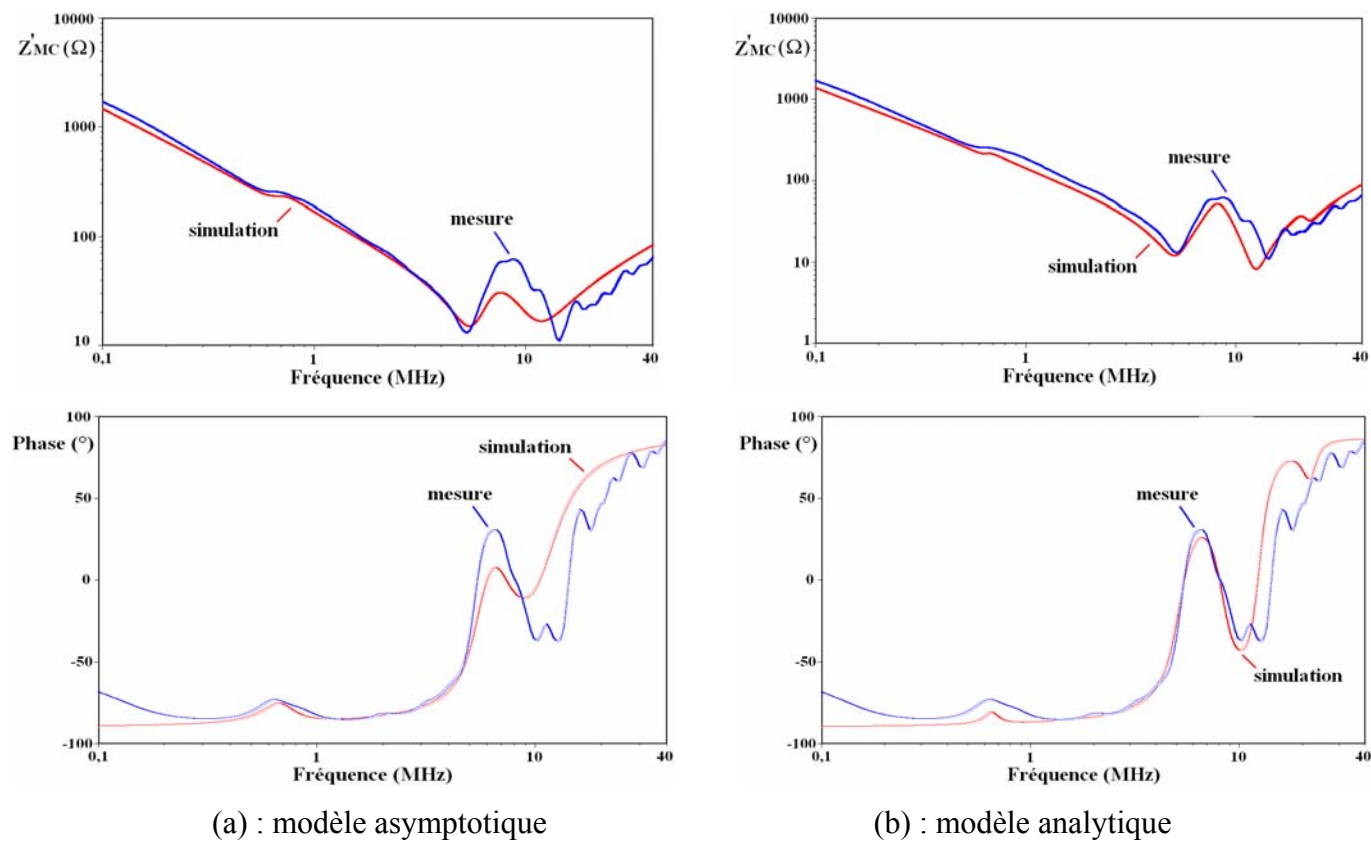 10000
Z'MC (Ω)
1000
100
10
mesure
simulation
0,1
1
10
40
Fréquence (MHz)
10000
Z'MC (Ω)
1000
100
10
1
mesure
simulation
0,1
1
10
40
Fréquence (MHz)
100
Phase (°)
50
0
-50
-100
simulation
mesure
0,1
1
10
40
Fréquence (MHz)
100
Phase (°)
50
0
-50
-100
mesure
simulation
0,1
1
10
40
Fréquence (MHz)
(a) : modèle asymptotique
(b) : modèle analytique